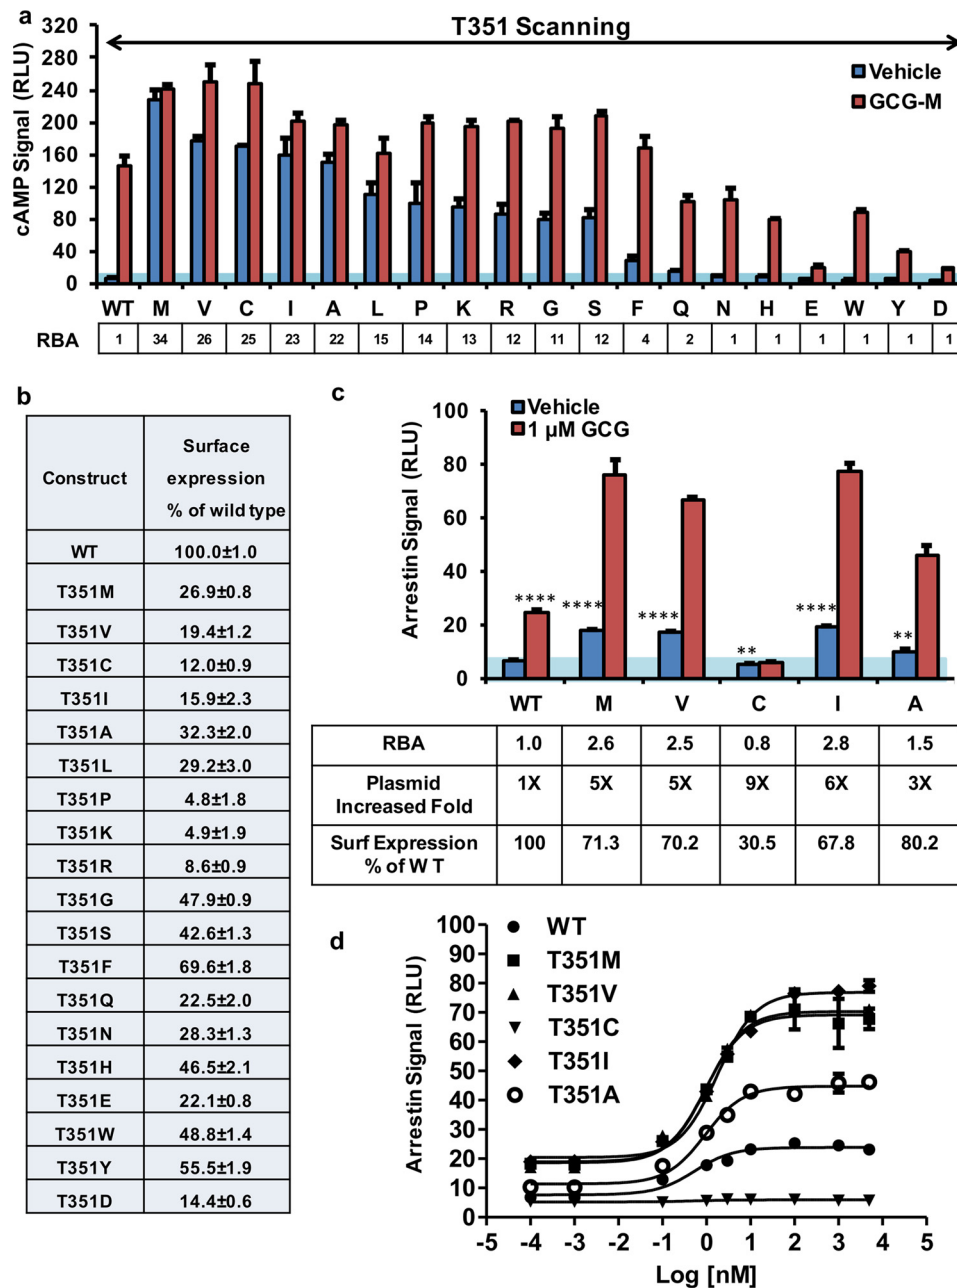 a
T351 Scanning
320
280
240
200
160
120
80
40
0
cAMP Signal (RLU)
Vehicle
GCG-M
WT M V C I A L P K R G S F Q N H E W Y D
RBA 1 34 26 25 23 22 15 14 13 12 11 12 4 2 1 1 1 1 1 1
b
Construct
Surface
expression
% of wild type
WT 100.0±1.0
T351M 26.9±0.8
T351V 19.4±1.2
T351C 12.0±0.9
T351I 15.9±2.3
T351A 32.3±2.0
T351L 29.2±3.0
T351P 4.8±1.8
T351K 4.9±1.9
T351R 8.6±0.9
T351G 47.9±0.9
T351S 42.6±1.3
T351F 69.6±1.8
T351Q 22.5±2.0
T351N 28.3±1.3
T351H 46.5±2.1
T351E 22.1±0.8
T351W 48.8±1.4
T351Y 55.5±1.9
T351D 14.4±0.6
c
Vehicle
1 µM GCG
100
80
60
40
20
0
Arrestin Signal (RLU)
**** **** **** ** **** **
WT M V C I A
RBA 1.0 2.6 2.5 0.8 2.8 1.5
Plasmid
Increased Fold
1X 5X 5X 9X 6X 3X
Surf Expression
% of W T
100 71.3 70.2 30.5 67.8 80.2
d
100
90
80
70
60
50
40
30
20
10
0
Arrestin Signal (RLU)
WT
T351M
T351V
T351C
T351I
T351A
-5 -4 -3 -2 -1 0 1 2 3 4 5
Log [nM]